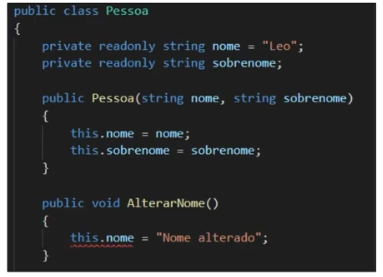 public class Pessoa
{
    private readonly string nome = "Leo";
    private readonly string sobrenome;

    public Pessoa(string nome, string sobrenome)
    {
        this.nome = nome;
        this.sobrenome = sobrenome;
    }

    public void AlterarNome()
    {
        this.nome = "Nome alterado";
    }